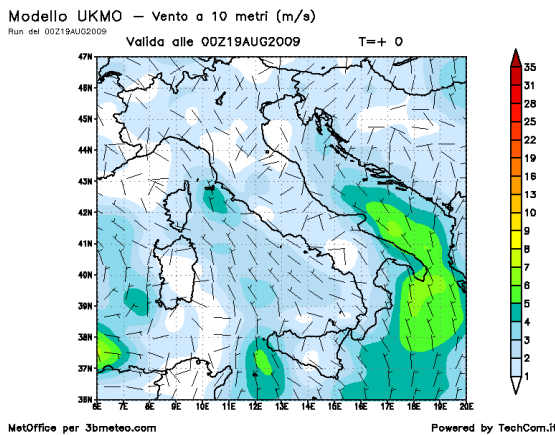 Modello UKMO – Vento a 10 metri (m/s)
Run del 00Z19AUG2009
Valida alle 00Z19AUG2009 T=+ 0
47N
46N
45N
44N
43N
42N
41N
40N
39N
38N
37N
36N
6E 7E 8E 9E 10E 11E 12E 13E 14E 15E 16E 17E 18E 19E 20E
35
31
28
25
22
19
16
13
10
9
8
7
6
5
4
3
2
1
MetOffice per 3bmeteo.com
Powered by TechCom.it